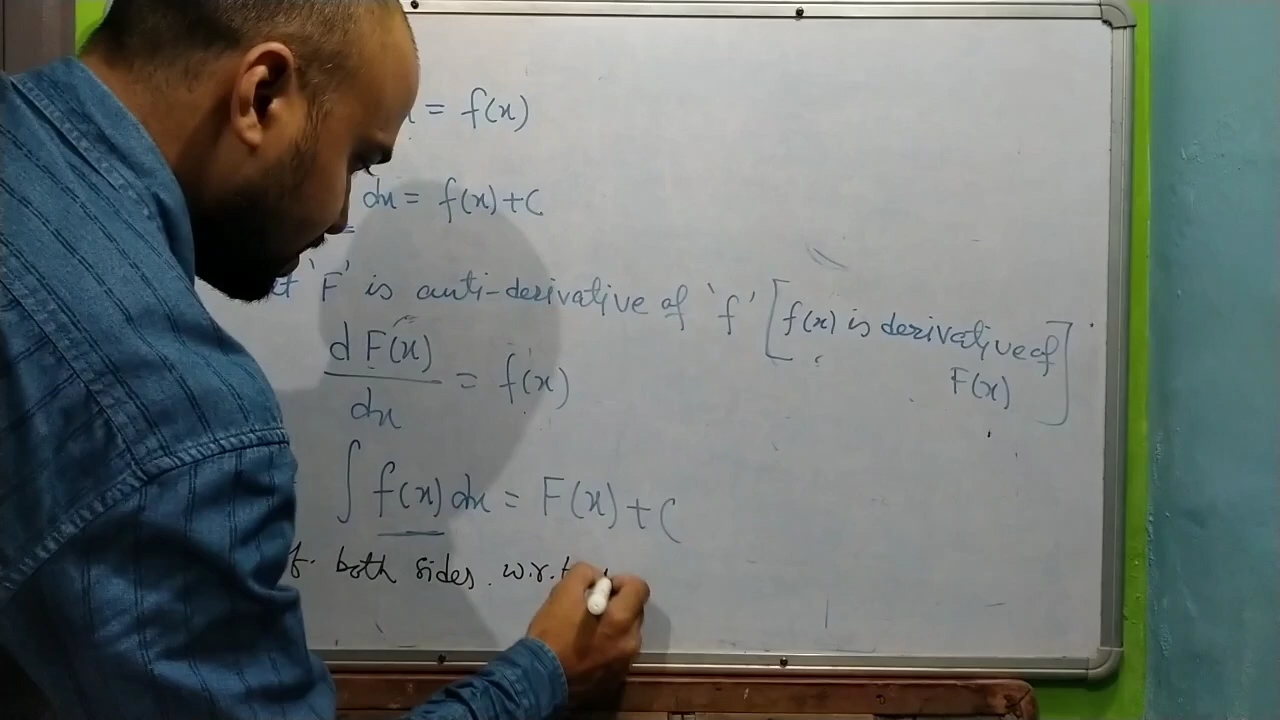 = f(x)
dx = f(x)+c
'F' is anti-derivative of 'f' [f(x) is derivative of
F(x)]
d F(x)
dx
= f(x)
∫ f(x) dx = F(x) + C
both sides w.r.t